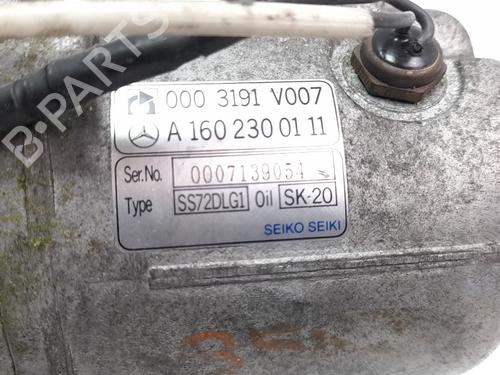 B-PARTS
000 3191 V007
A 160 230 01 11
Ser.No. 0007139054
Type SS72DLG1 Oil SK-20
SEIKO SEIKI